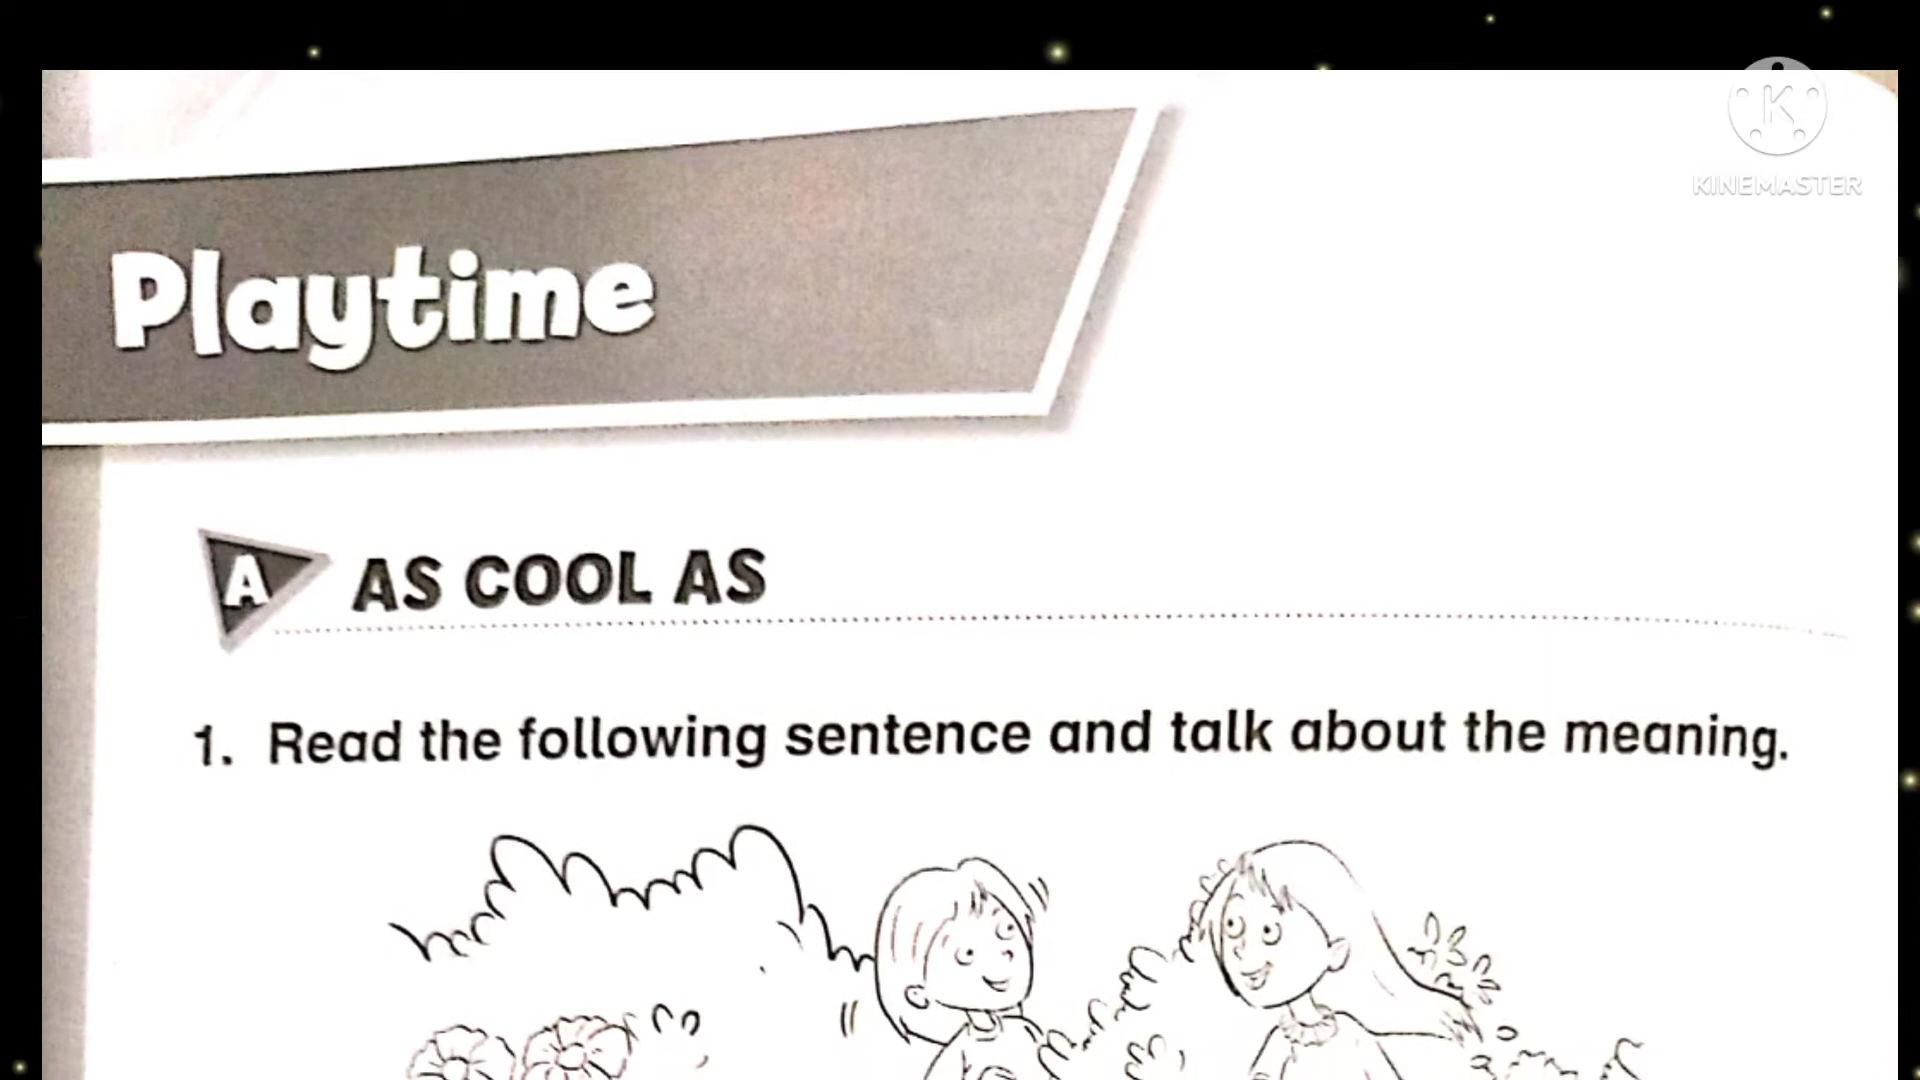 KINEMASTER
Playtime
A AS COOL AS
1. Read the following sentence and talk about the meaning.